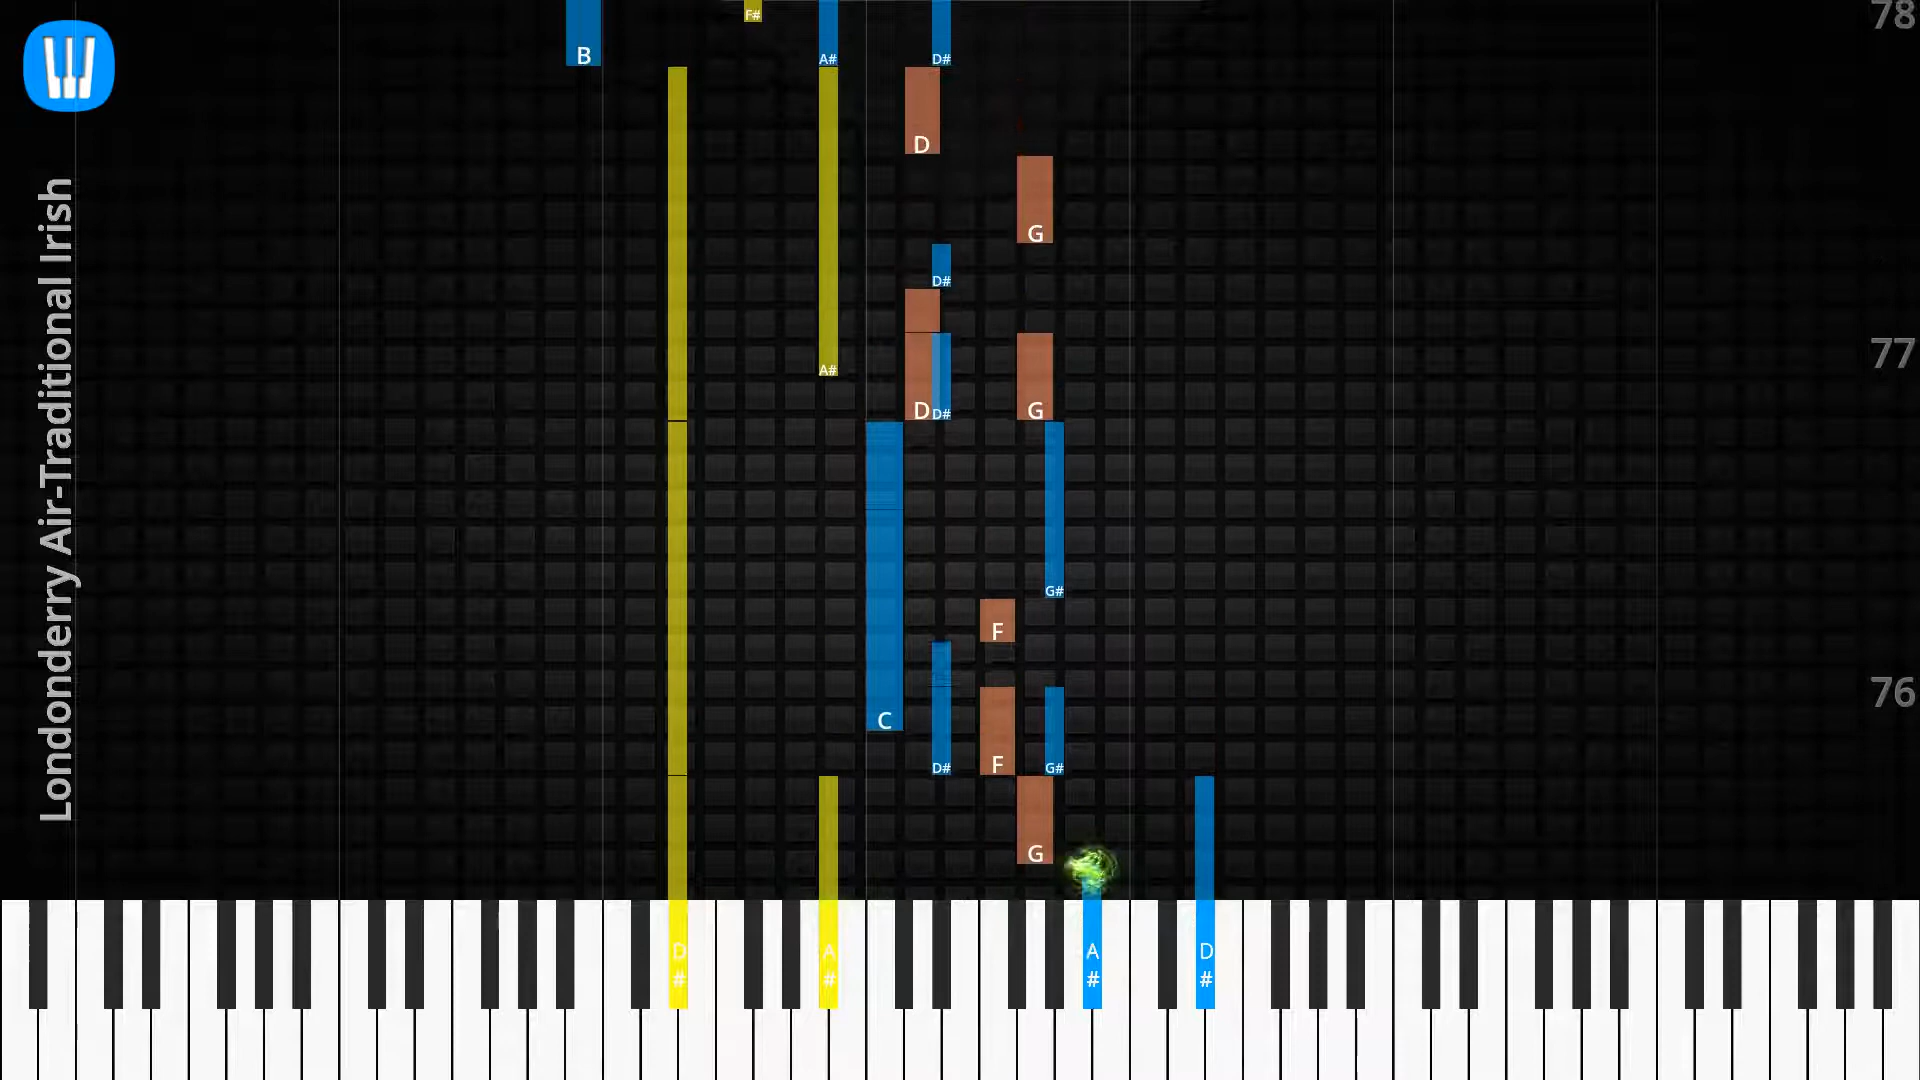 78
F#
B
A#
D#
D
G
D#
77
A#
D
D#
G
G#
F
76
C
D#
F
G#
G
Londonderry Air-Traditional Irish
D
#
A
#
A
#
D
#